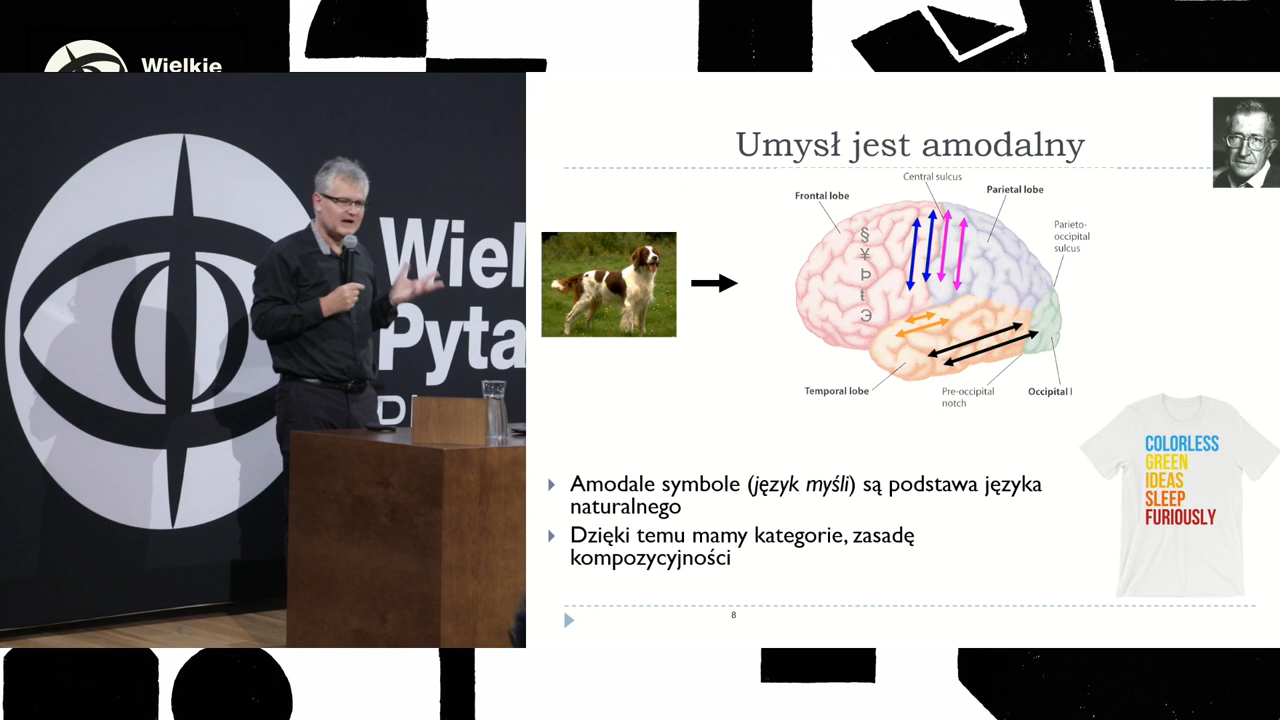 Wielkie
Wiel
Pyta
Umysł jest amodalny
Central sulcus
Frontal lobe
Parietal lobe
Parieto-
occipital
sulcus
§
¥
Þ
ŧ
Э
Temporal lobe
Pre-occipital
notch
Occipital l
COLORLESS
GREEN
IDEAS
SLEEP
FURIOUSLY
Amodale symbole (język myśli) są podstawa języka
naturalnego
Dzięki temu mamy kategorie, zasadę
kompozycyjności
8